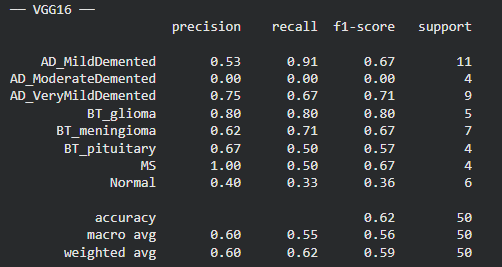 ── VGG16 ──
precision recall f1-score support
AD_MildDemented 0.53 0.91 0.67 11
AD_ModerateDemented 0.00 0.00 0.00 4
AD_VeryMildDemented 0.75 0.67 0.71 9
BT_glioma 0.80 0.80 0.80 5
BT_meningioma 0.62 0.71 0.67 7
BT_pituitary 0.67 0.50 0.57 4
MS 1.00 0.50 0.67 4
Normal 0.40 0.33 0.36 6
accuracy 0.62 50
macro avg 0.60 0.55 0.56 50
weighted avg 0.60 0.62 0.59 50